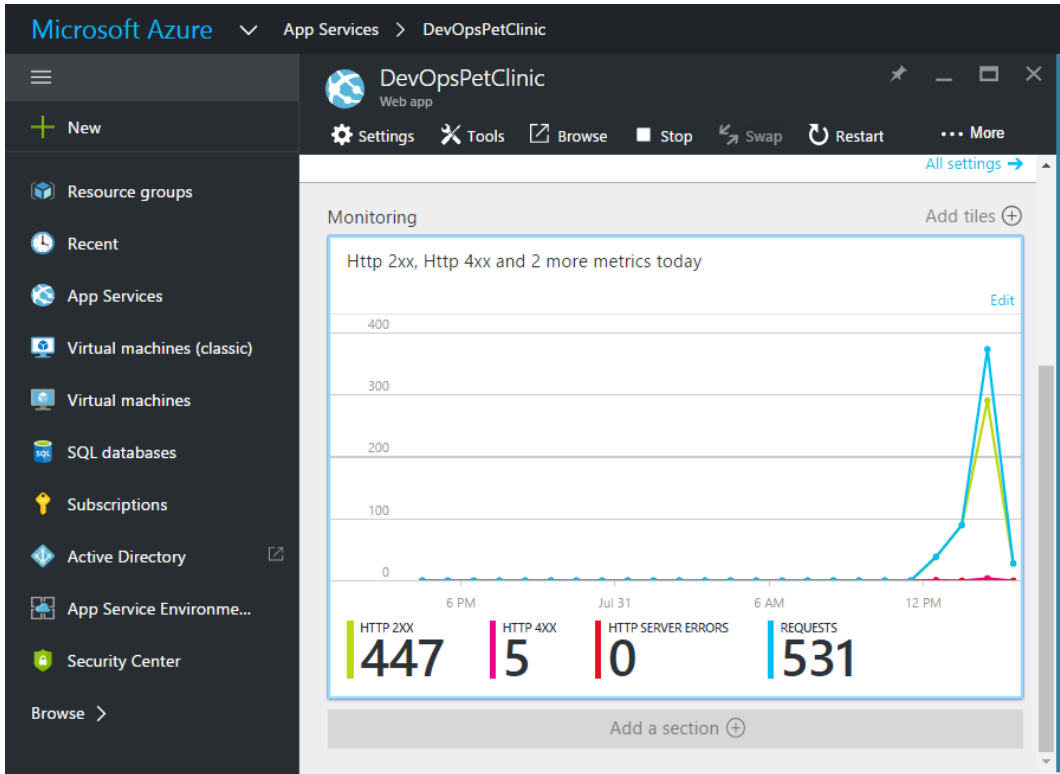 Microsoft Azure App Services > DevOpsPetClinic
DevOpsPetClinic
Web app
Settings Tools Browse Stop Swap Restart ... More
All settings
New
Resource groups
Recent
App Services
Virtual machines (classic)
Virtual machines
SQL databases
Subscriptions
Active Directory
App Service Environme...
Security Center
Browse >
Monitoring Add tiles
Http 2xx, Http 4xx and 2 more metrics today
Edit
400
300
200
100
0
6 PM Jul 31 6 AM 12 PM
HTTP 2XX HTTP 4XX HTTP SERVER ERRORS REQUESTS
447 5 0 531
Add a section